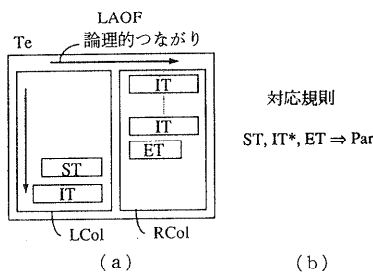 LAOF
Te
論理的つながり
IT
IT
ET
ST
IT
LCol
RCol
(a)
対応規則
ST, IT*, ET ⇒ Par
(b)